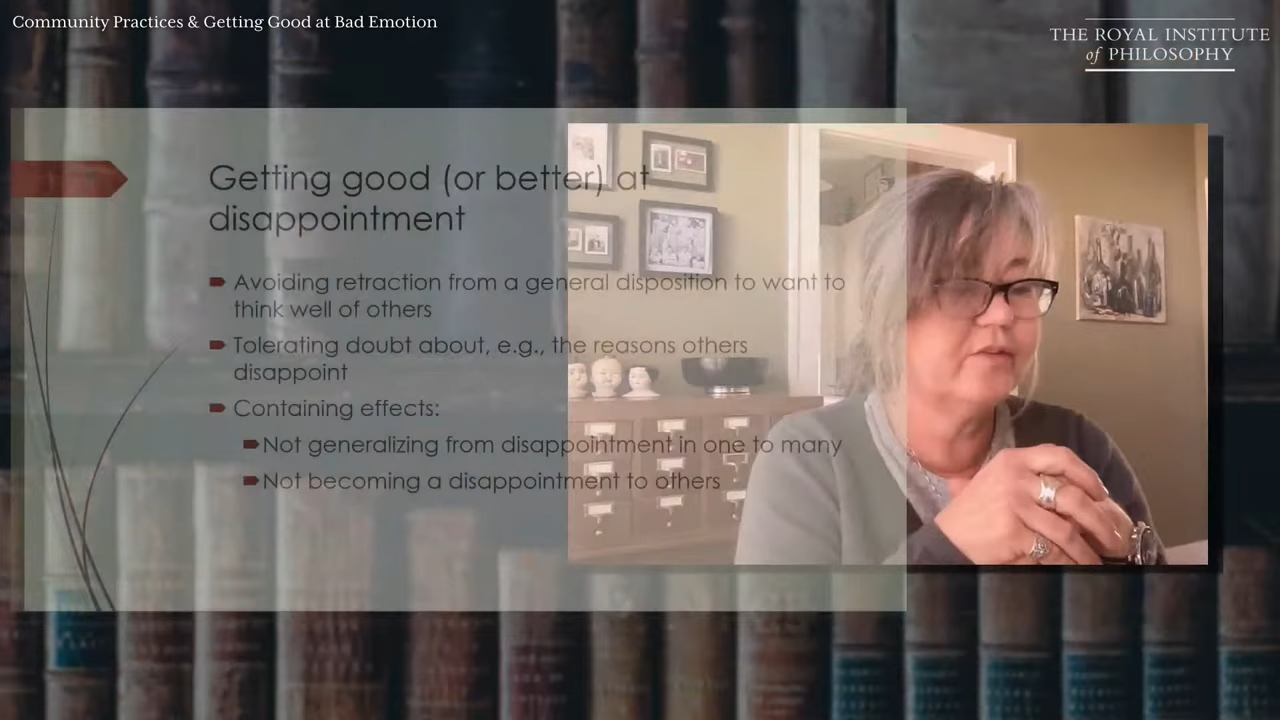 Community Practices & Getting Good at Bad Emotion
THE ROYAL INSTITUTE
of PHILOSOPHY
Getting good (or better) at
disappointment
Avoiding retraction from a general disposition to want to
think well of others
Tolerating doubt about, e.g., the reasons others
disappoint
Containing effects:
Not generalizing from disappointment in one to many
Not becoming a disappointment to others